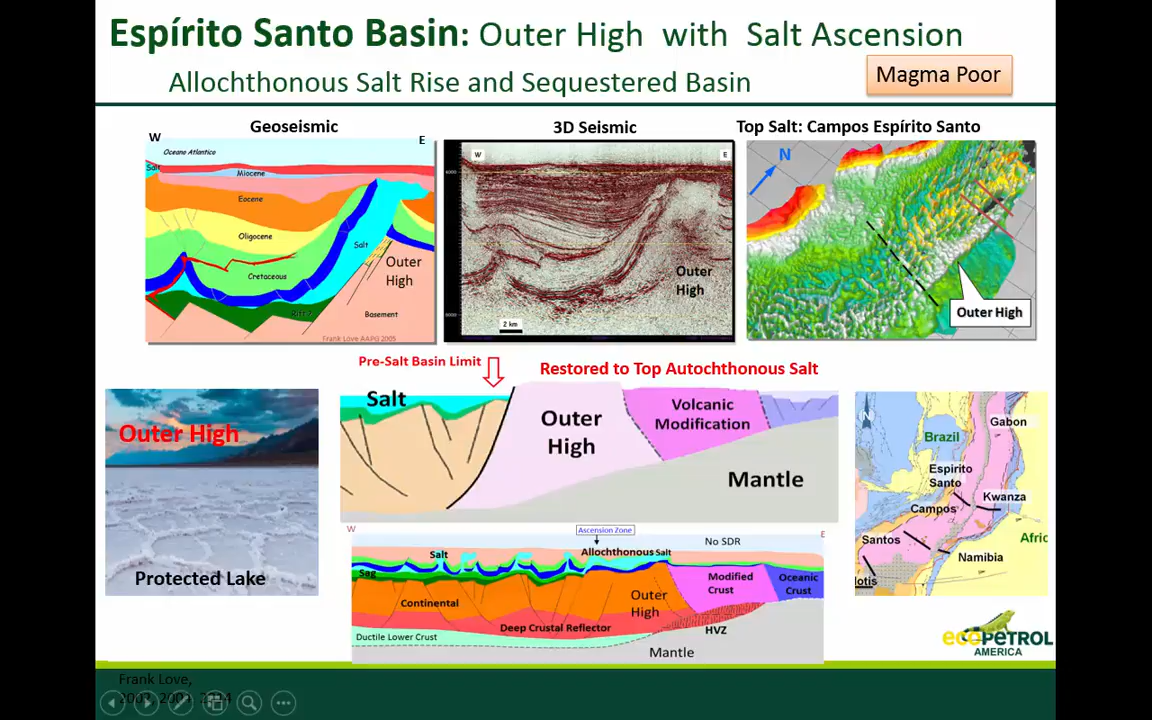 Espírito Santo Basin: Outer High with Salt Ascension
Allochthonous Salt Rise and Sequestered Basin
Magma Poor
Geoseismic
3D Seismic
Top Salt: Campos Espírito Santo
W
E
Oceano Atlantico
Salt
Miocene
Eocene
Oligocene
Salt
Cretaceous
Outer
High
Rift ?
Basement
Frank Love AAPG 2005
W
E
Outer
High
2 km
N
Outer High
Pre-Salt Basin Limit
Restored to Top Autochthonous Salt
Outer High
Protected Lake
Salt
Outer
High
Volcanic
Modification
Mantle
W
E
Ascension Zone
No SDR
Salt
Allochthonous Salt
Sag
Continental
Outer
High
Modified
Crust
Oceanic
Crust
Deep Crustal Reflector
HVZ
Ductile Lower Crust
Mantle
N
Gabon
Brazil
Espirito
Santo
Kwanza
Campos
Santos
Afric
Namibia
lotis
ecoPETROL
AMERICA
Frank Love,